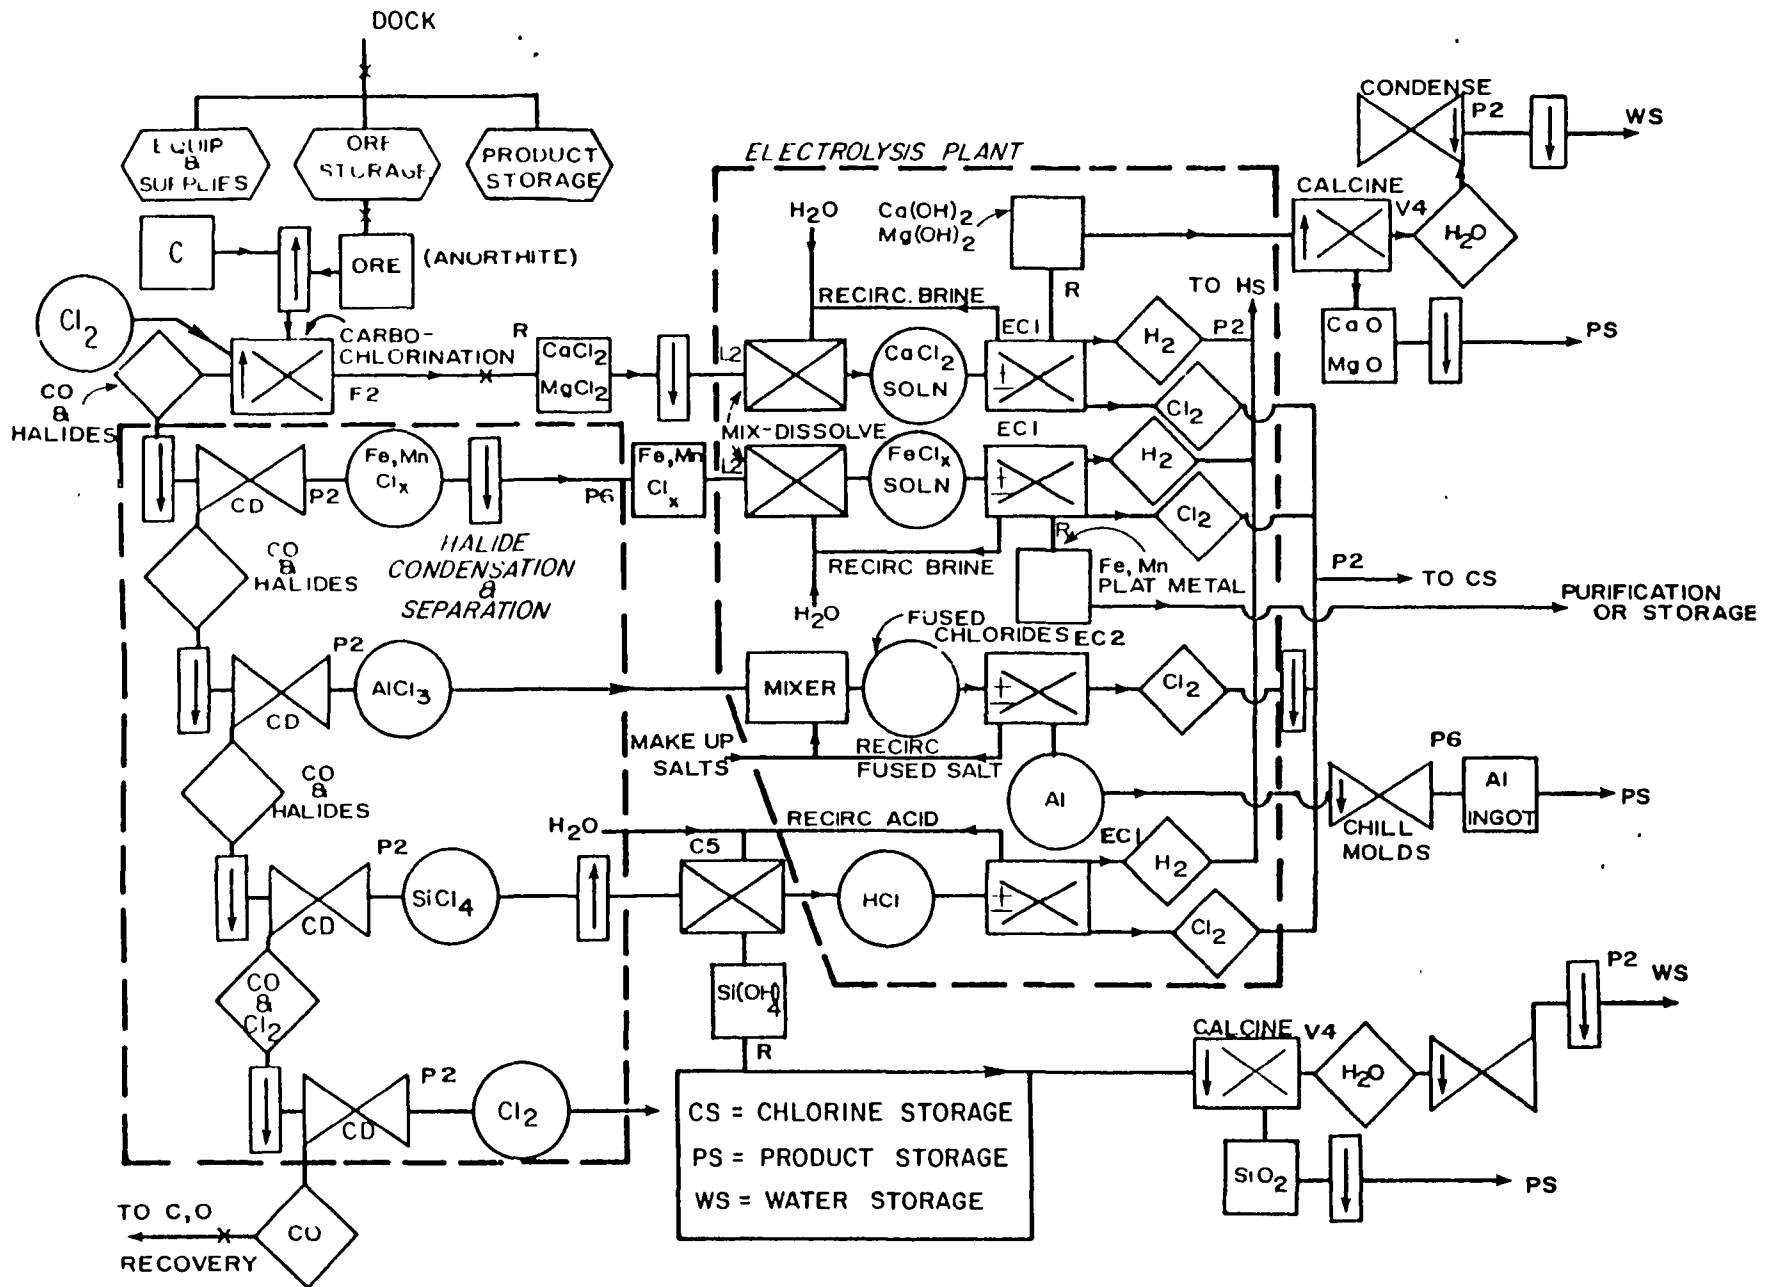 DOCK
EQUIP
&
SUPPLIES
ORE
STORAGE
PRODUCT
STORAGE
C
ORE
(ANORTHITE)
Cl2
CARBO-
CHLORINATION
R
F2
CO
&
HALIDES
CaCl2
MgCl2
ELECTROLYSIS PLANT
H2O
Ca(OH)2
Mg(OH)2
RECIRC. BRINE
R
L2
CaCl2
SOLN
EC1
H2
P2
TO HS
Cl2
CONDENSE
P2
WS
CALCINE
V4
H2O
CaO
MgO
PS
CD
P2
Fe, Mn
Clx
P6
Fe, Mn
Clx
MIX-DISSOLVE
L2
FeClx
SOLN
EC1
H2
Cl2
RECIRC BRINE
H2O
R
Fe, Mn
PLAT METAL
P2
TO CS
PURIFICATION
OR STORAGE
CO
&
HALIDES
HALIDE
CONDENSATION
&
SEPARATION
CD
P2
AlCl3
MIXER
FUSED
CHLORIDES
EC2
Cl2
MAKE UP
SALTS
RECIRC
FUSED SALT
Al
P6
CHILL
MOLDS
Al
INGOT
PS
CO
&
HALIDES
CD
P2
SiCl4
H2O
C5
RECIRC ACID
HCl
EC1
H2
Cl2
Si(OH)4
R
CO
&
Cl2
CD
P2
Cl2
CALCINE
V4
H2O
P2
WS
SiO2
PS
CS = CHLORINE STORAGE
PS = PRODUCT STORAGE
WS = WATER STORAGE
TO C,O
RECOVERY
CO